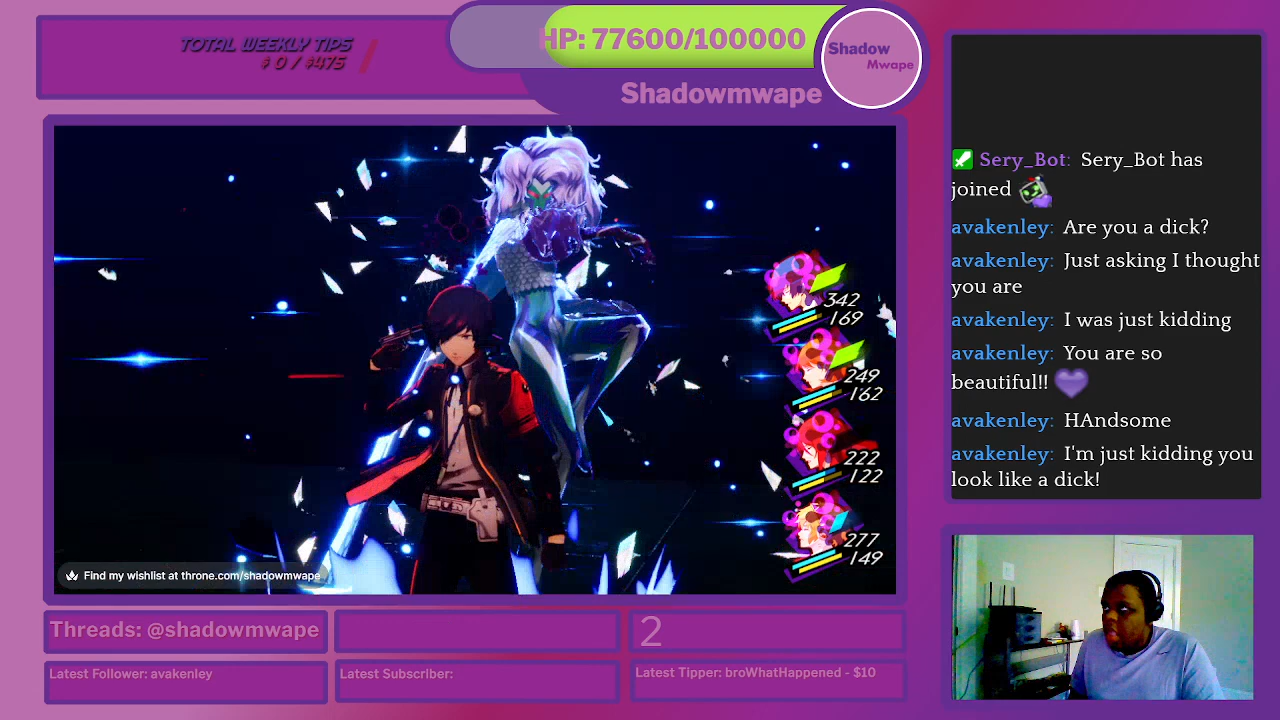 TOTAL WEEKLY TIPS
$ 0 / $475
HP: 77600/100000
Shadow
Mwape
Shadowmwape
342
169
249
162
222
122
277
149
Find my wishlist at throne.com/shadowmwape
Threads: @shadowmwape
2
Latest Follower: avakenley
Latest Subscriber:
Latest Tipper: broWhatHappened - $10
Sery_Bot: Sery_Bot has
joined
avakenley: Are you a dick?
avakenley: Just asking I thought
you are
avakenley: I was just kidding
avakenley: You are so
beautiful!!
avakenley: HAndsome
avakenley: I'm just kidding you
look like a dick!